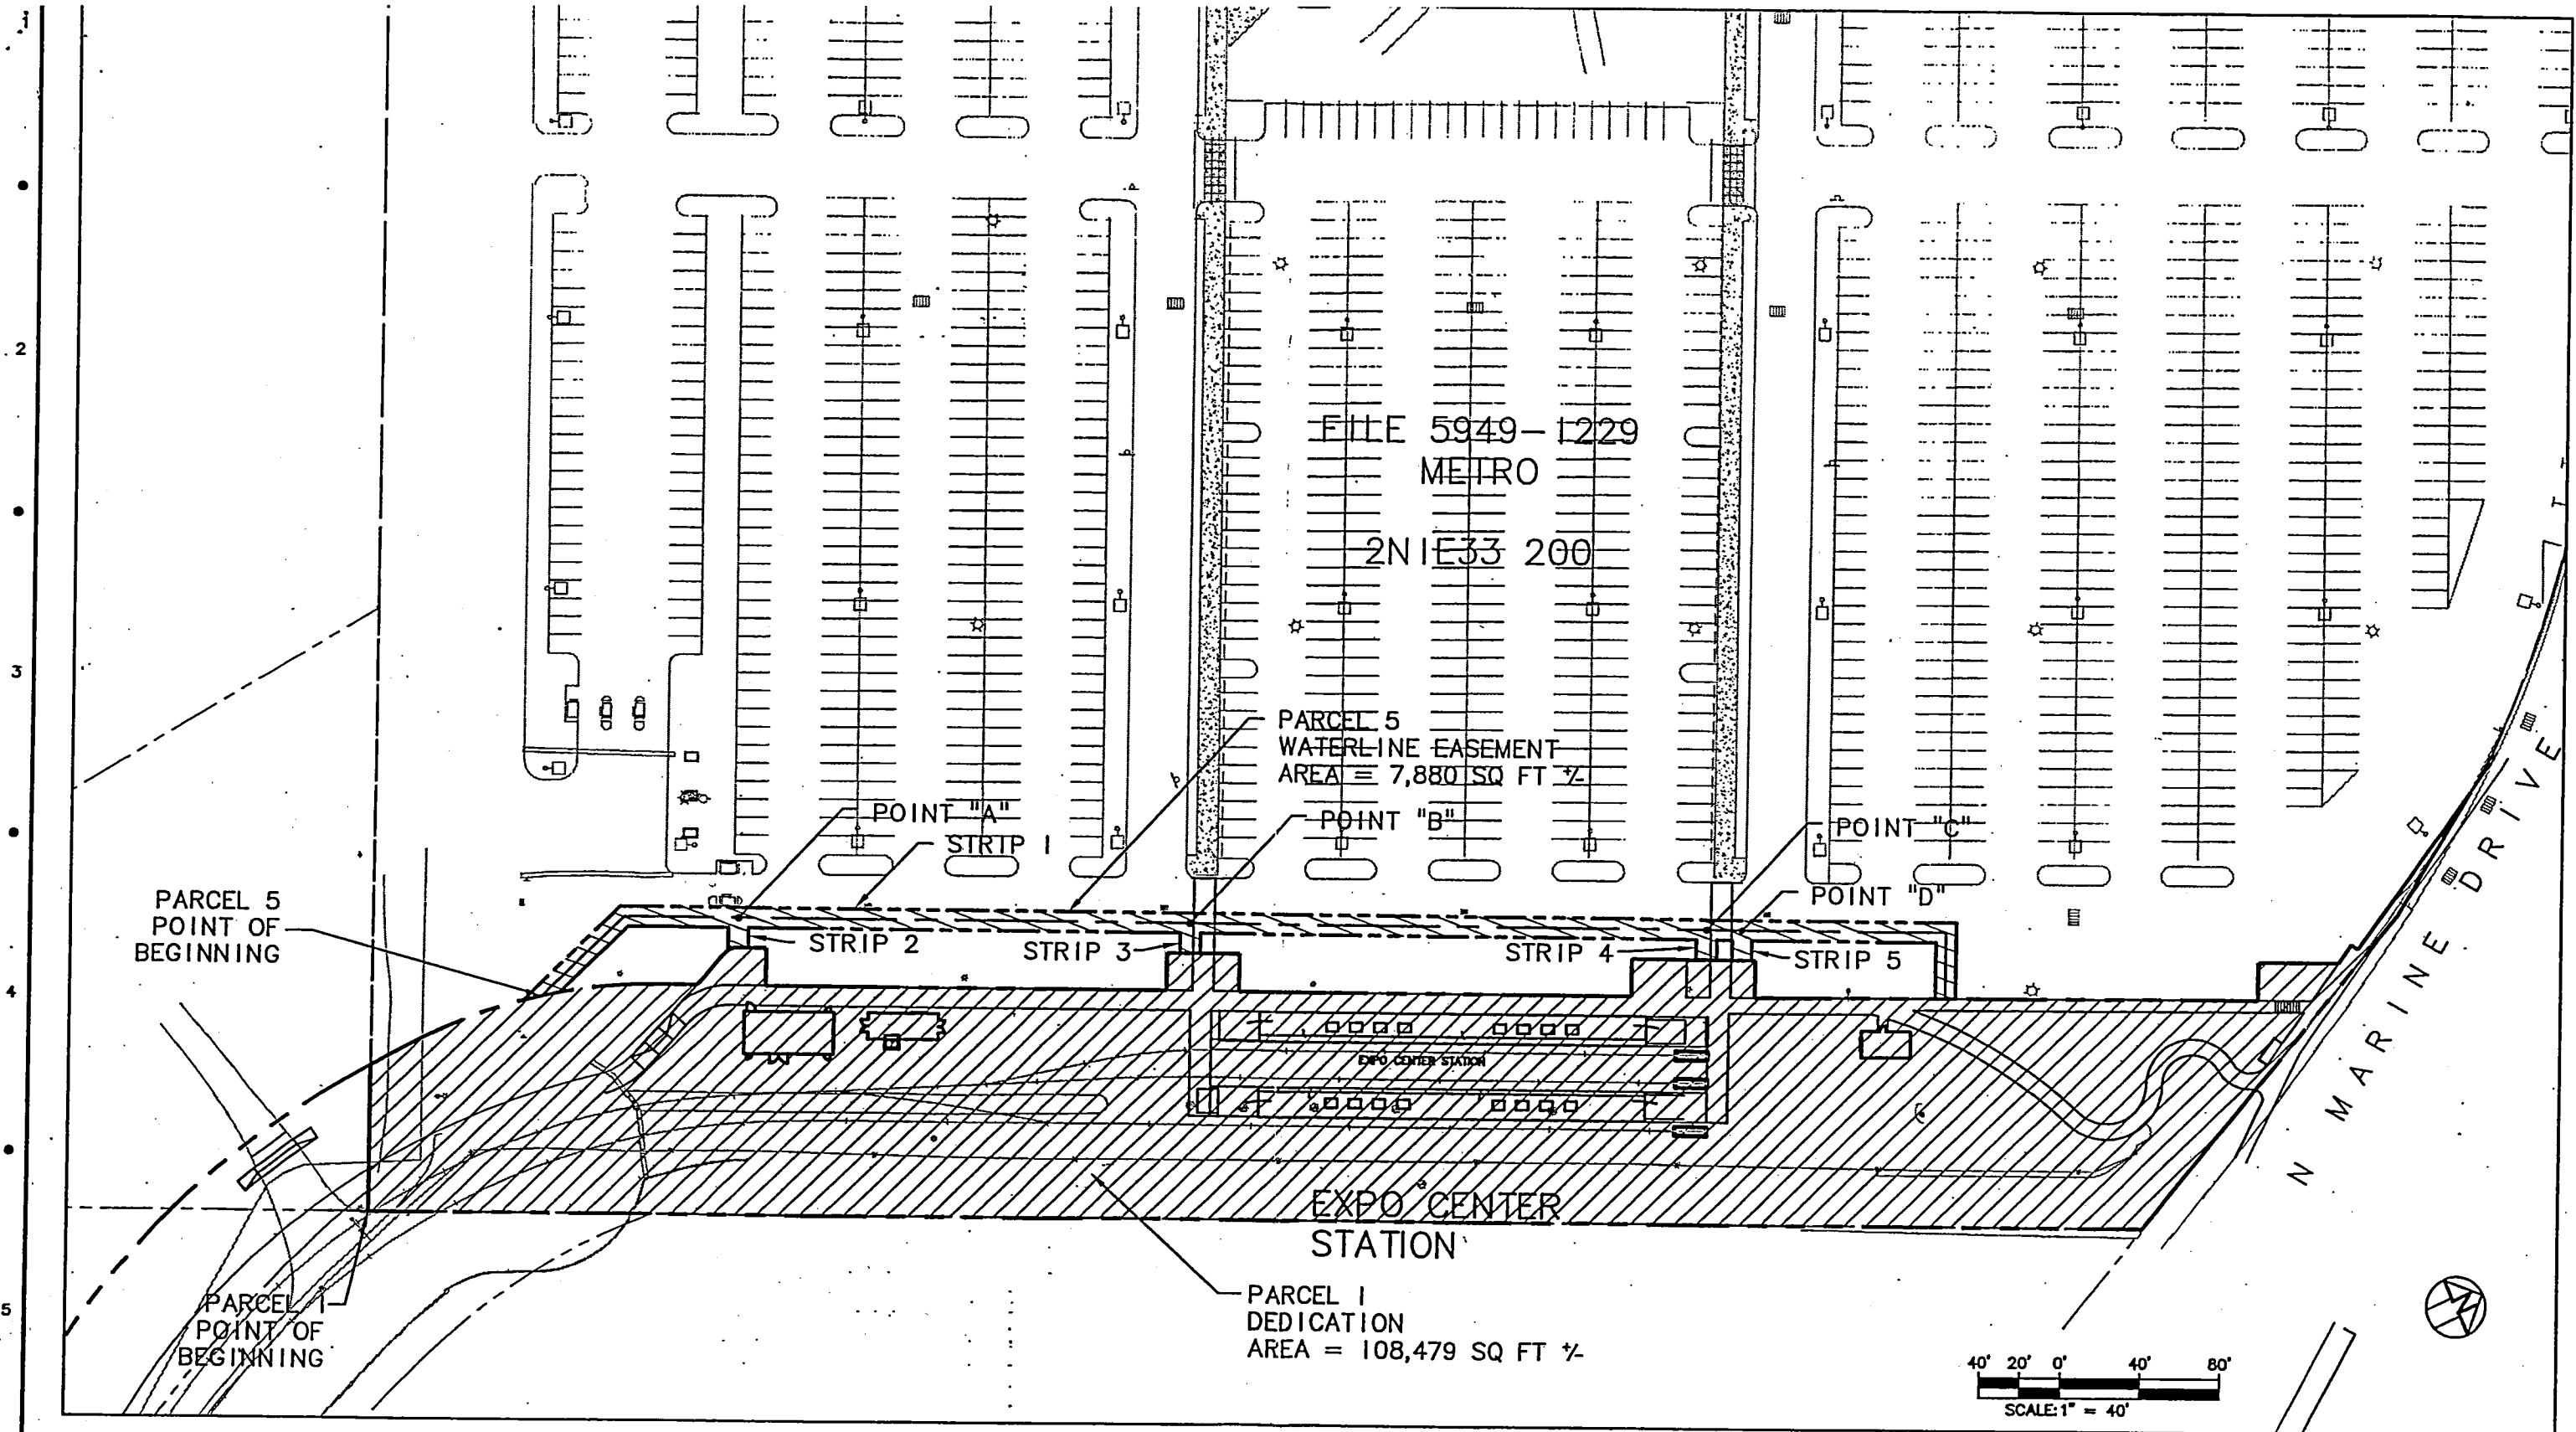 2
3
4
5
FILE 5949-1229
METRO
2N1E33 200
PARCEL 5
WATERLINE EASEMENT
AREA = 7,880 SQ FT +/-
POINT "A"
STRIP 1
POINT "B"
POINT "C"
POINT "D"
PARCEL 5
POINT OF
BEGINNING
STRIP 2
STRIP 3
STRIP 4
STRIP 5
EXPO CENTER STATION
N MARINE DRIVE
EXPO CENTER
STATION
PARCEL 1
POINT OF
BEGINNING
PARCEL 1
DEDICATION
AREA = 108,479 SQ FT +/-
40' 20' 0' 40' 80'
SCALE: 1" = 40'